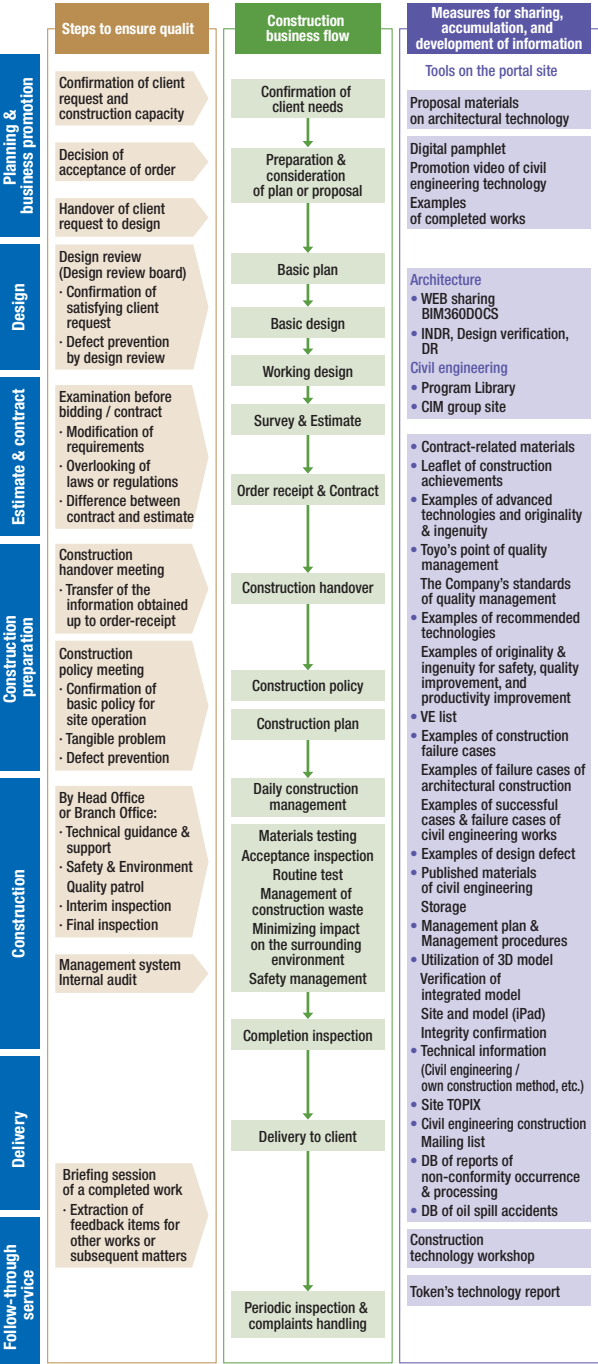 Steps to ensure qualit
Construction
business flow
Measures for sharing,
accumulation, and
development of information
Planning &
business promotion
Design
Estimate & contract
Construction
preparation
Construction
Delivery
Follow-through
service
Confirmation of client
request and
construction capacity
Decision of
acceptance of order
Handover of client
request to design
Design review
(Design review board)
· Confirmation of
satisfying client
request
· Defect prevention
by design review
Examination before
bidding / contract
· Modification of
requirements
· Overlooking of
laws or regulations
· Difference between
contract and estimate
Construction
handover meeting
· Transfer of the
information obtained
up to order-receipt
Construction
policy meeting
· Confirmation of
basic policy for
site operation
· Tangible problem
· Defect prevention
By Head Office
or Branch Office:
· Technical guidance &
support
· Safety & Environment
Quality patrol
· Interim inspection
· Final inspection
Management system
Internal audit
Briefing session
of a completed work
· Extraction of
feedback items for
other works or
subsequent matters
Confirmation of
client needs
Preparation &
consideration
of plan or proposal
Basic plan
Basic design
Working design
Survey & Estimate
Order receipt & Contract
Construction handover
Construction policy
Construction plan
Daily construction
management
Materials testing
Acceptance inspection
Routine test
Management of
construction waste
Minimizing impact
on the surrounding
environment
Safety management
Completion inspection
Delivery to client
Periodic inspection &
complaints handling
Tools on the portal site
Proposal materials
on architectural technology
Digital pamphlet
Promotion video of civil
engineering technology
Examples
of completed works
Architecture
• WEB sharing
BIM360DOCS
• INDR, Design verification,
DR
Civil engineering
• Program Library
• CIM group site
• Contract-related materials
• Leaflet of construction
achievements
• Examples of advanced
technologies and originality
& ingenuity
• Toyo's point of quality
management
The Company's standards
of quality management
• Examples of recommended
technologies
Examples of originality &
ingenuity for safety, quality
improvement, and
productivity improvement
• VE list
• Examples of construction
failure cases
Examples of failure cases of
architectural construction
Examples of successful
cases & failure cases of
civil engineering works
• Examples of design defect
• Published materials
of civil engineering
Storage
• Management plan &
Management procedures
• Utilization of 3D model
Verification of
integrated model
Site and model (iPad)
Integrity confirmation
• Technical information
(Civil engineering /
own construction method, etc.)
• Site TOPIX
• Civil engineering construction
Mailing list
• DB of reports of
non-conformity occurrence
& processing
• DB of oil spill accidents
Construction
technology workshop
Token's technology report